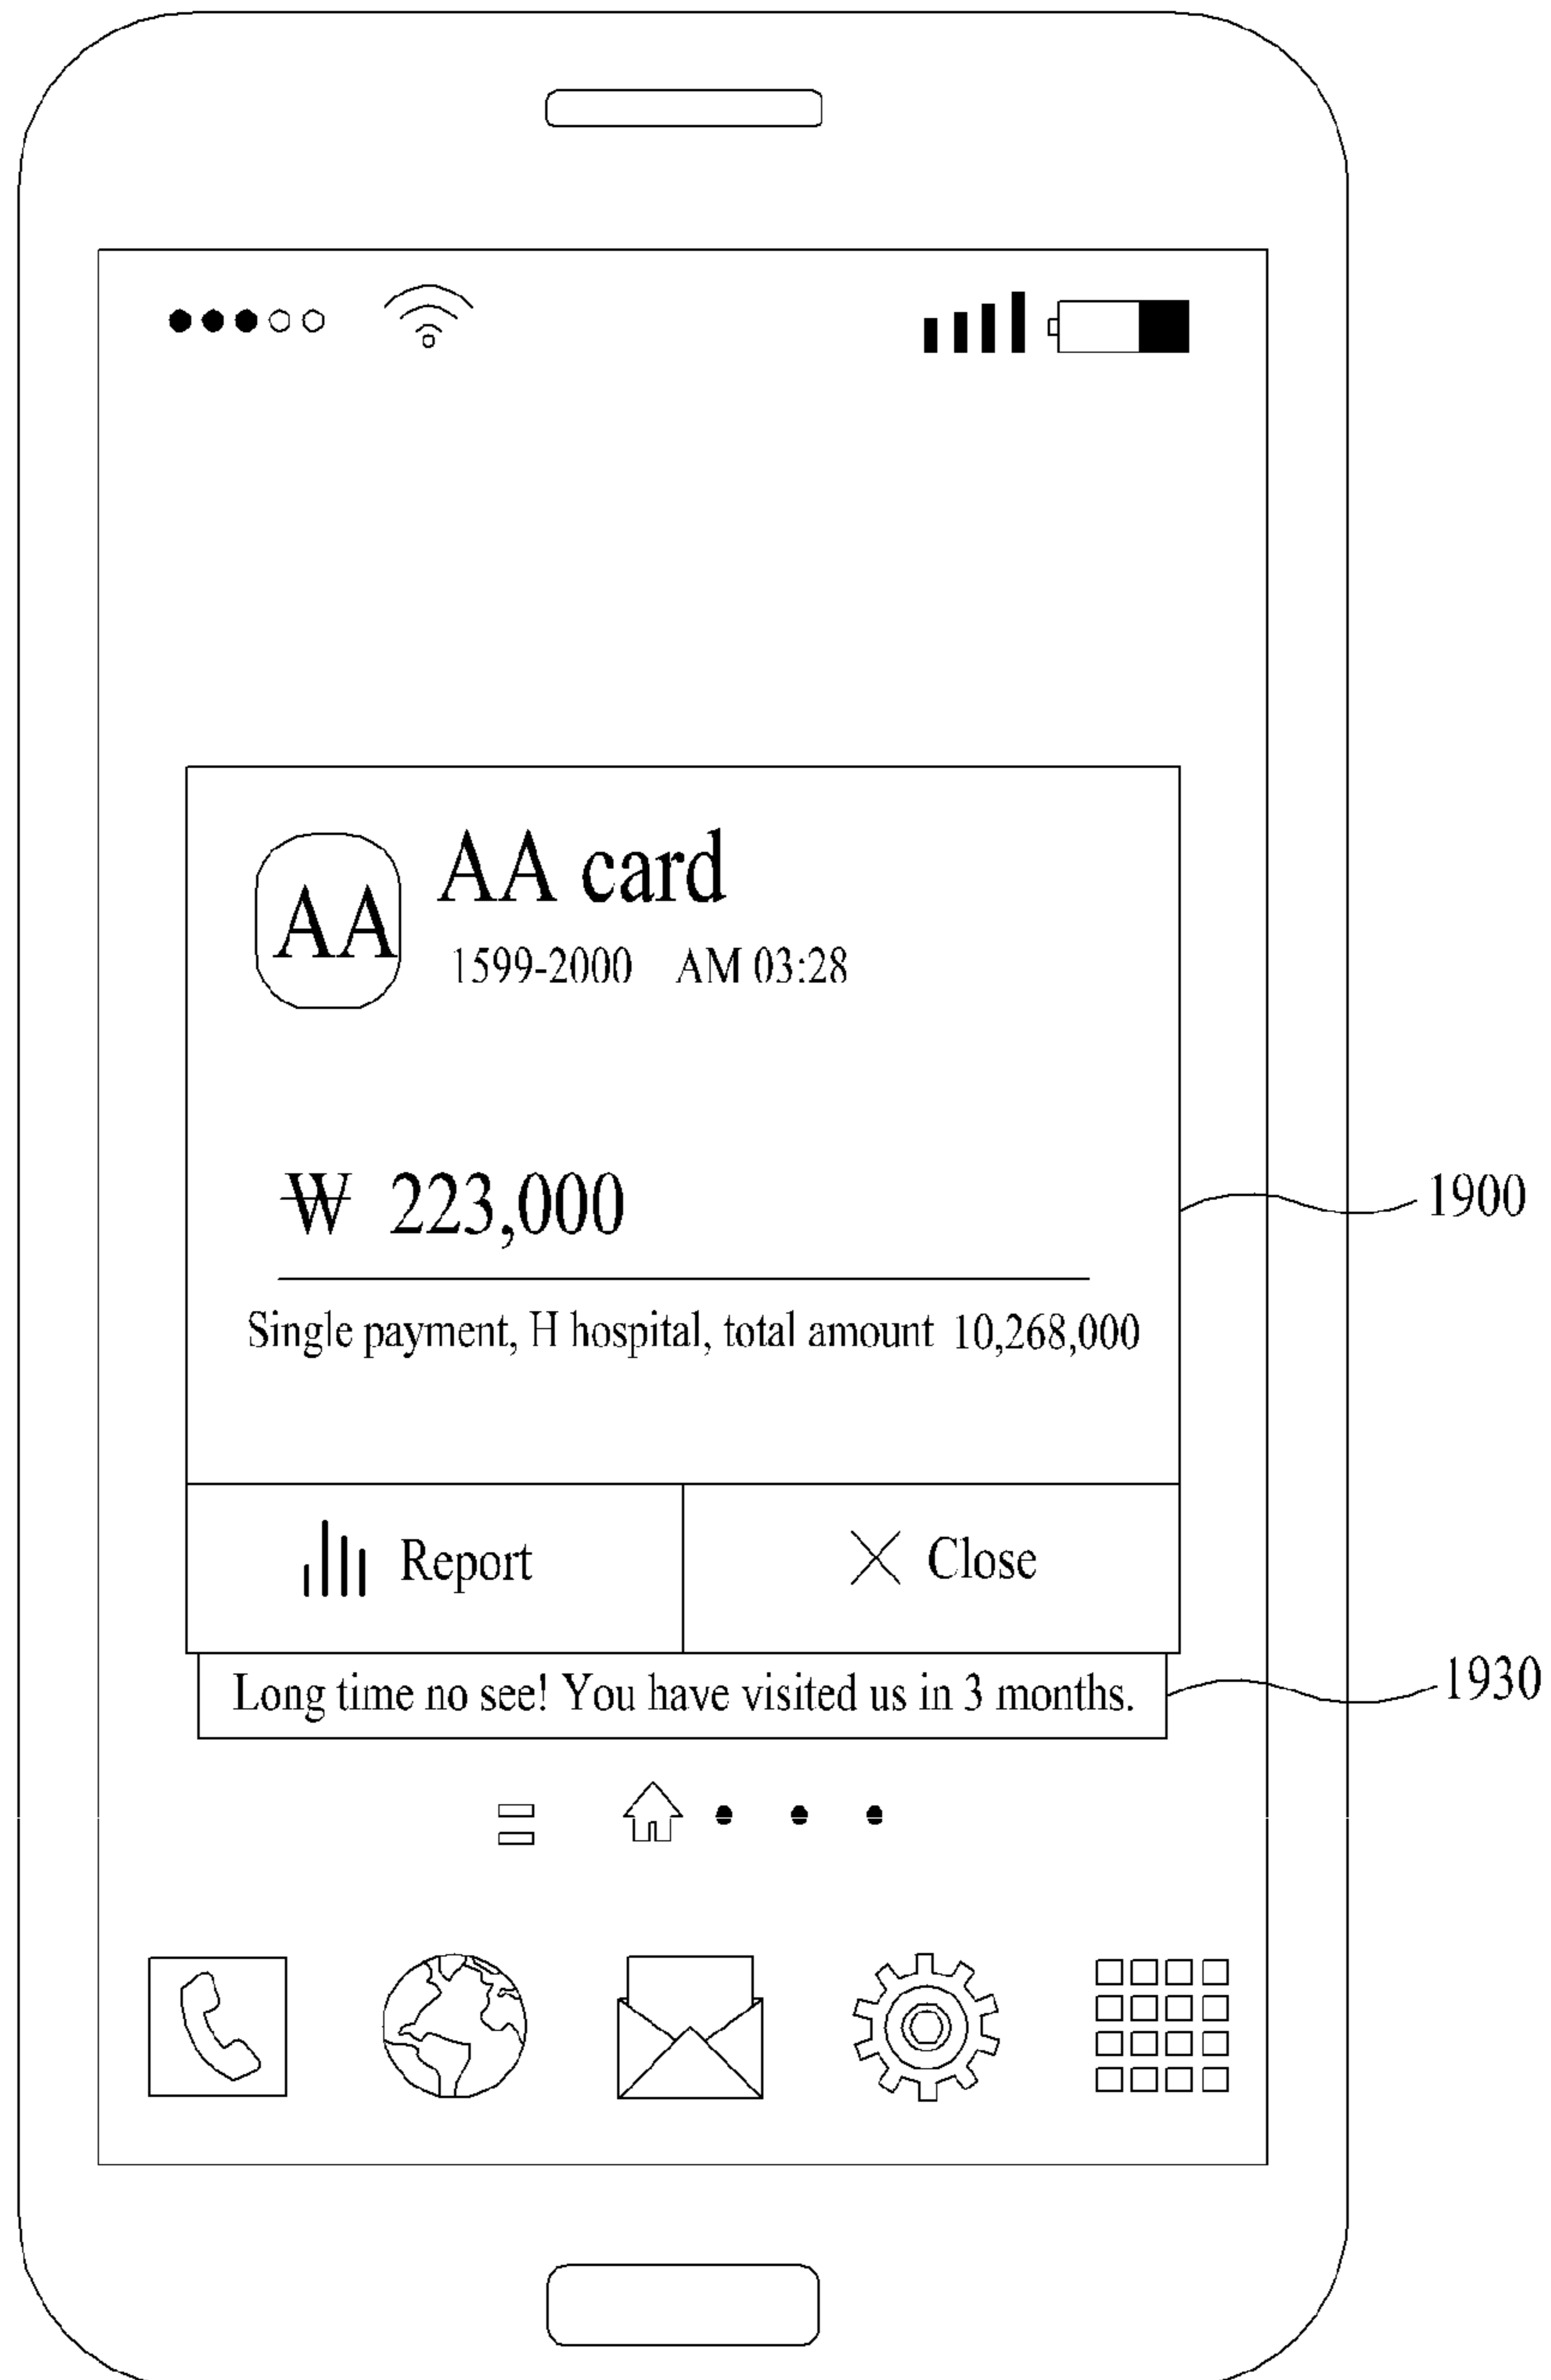 AA
AA card
1599-2000 AM 03:28
₩ 223,000
1900
Single payment, H hospital, total amount 10,268,000
Report
Close
Long time no see! You have visited us in 3 months.
1930